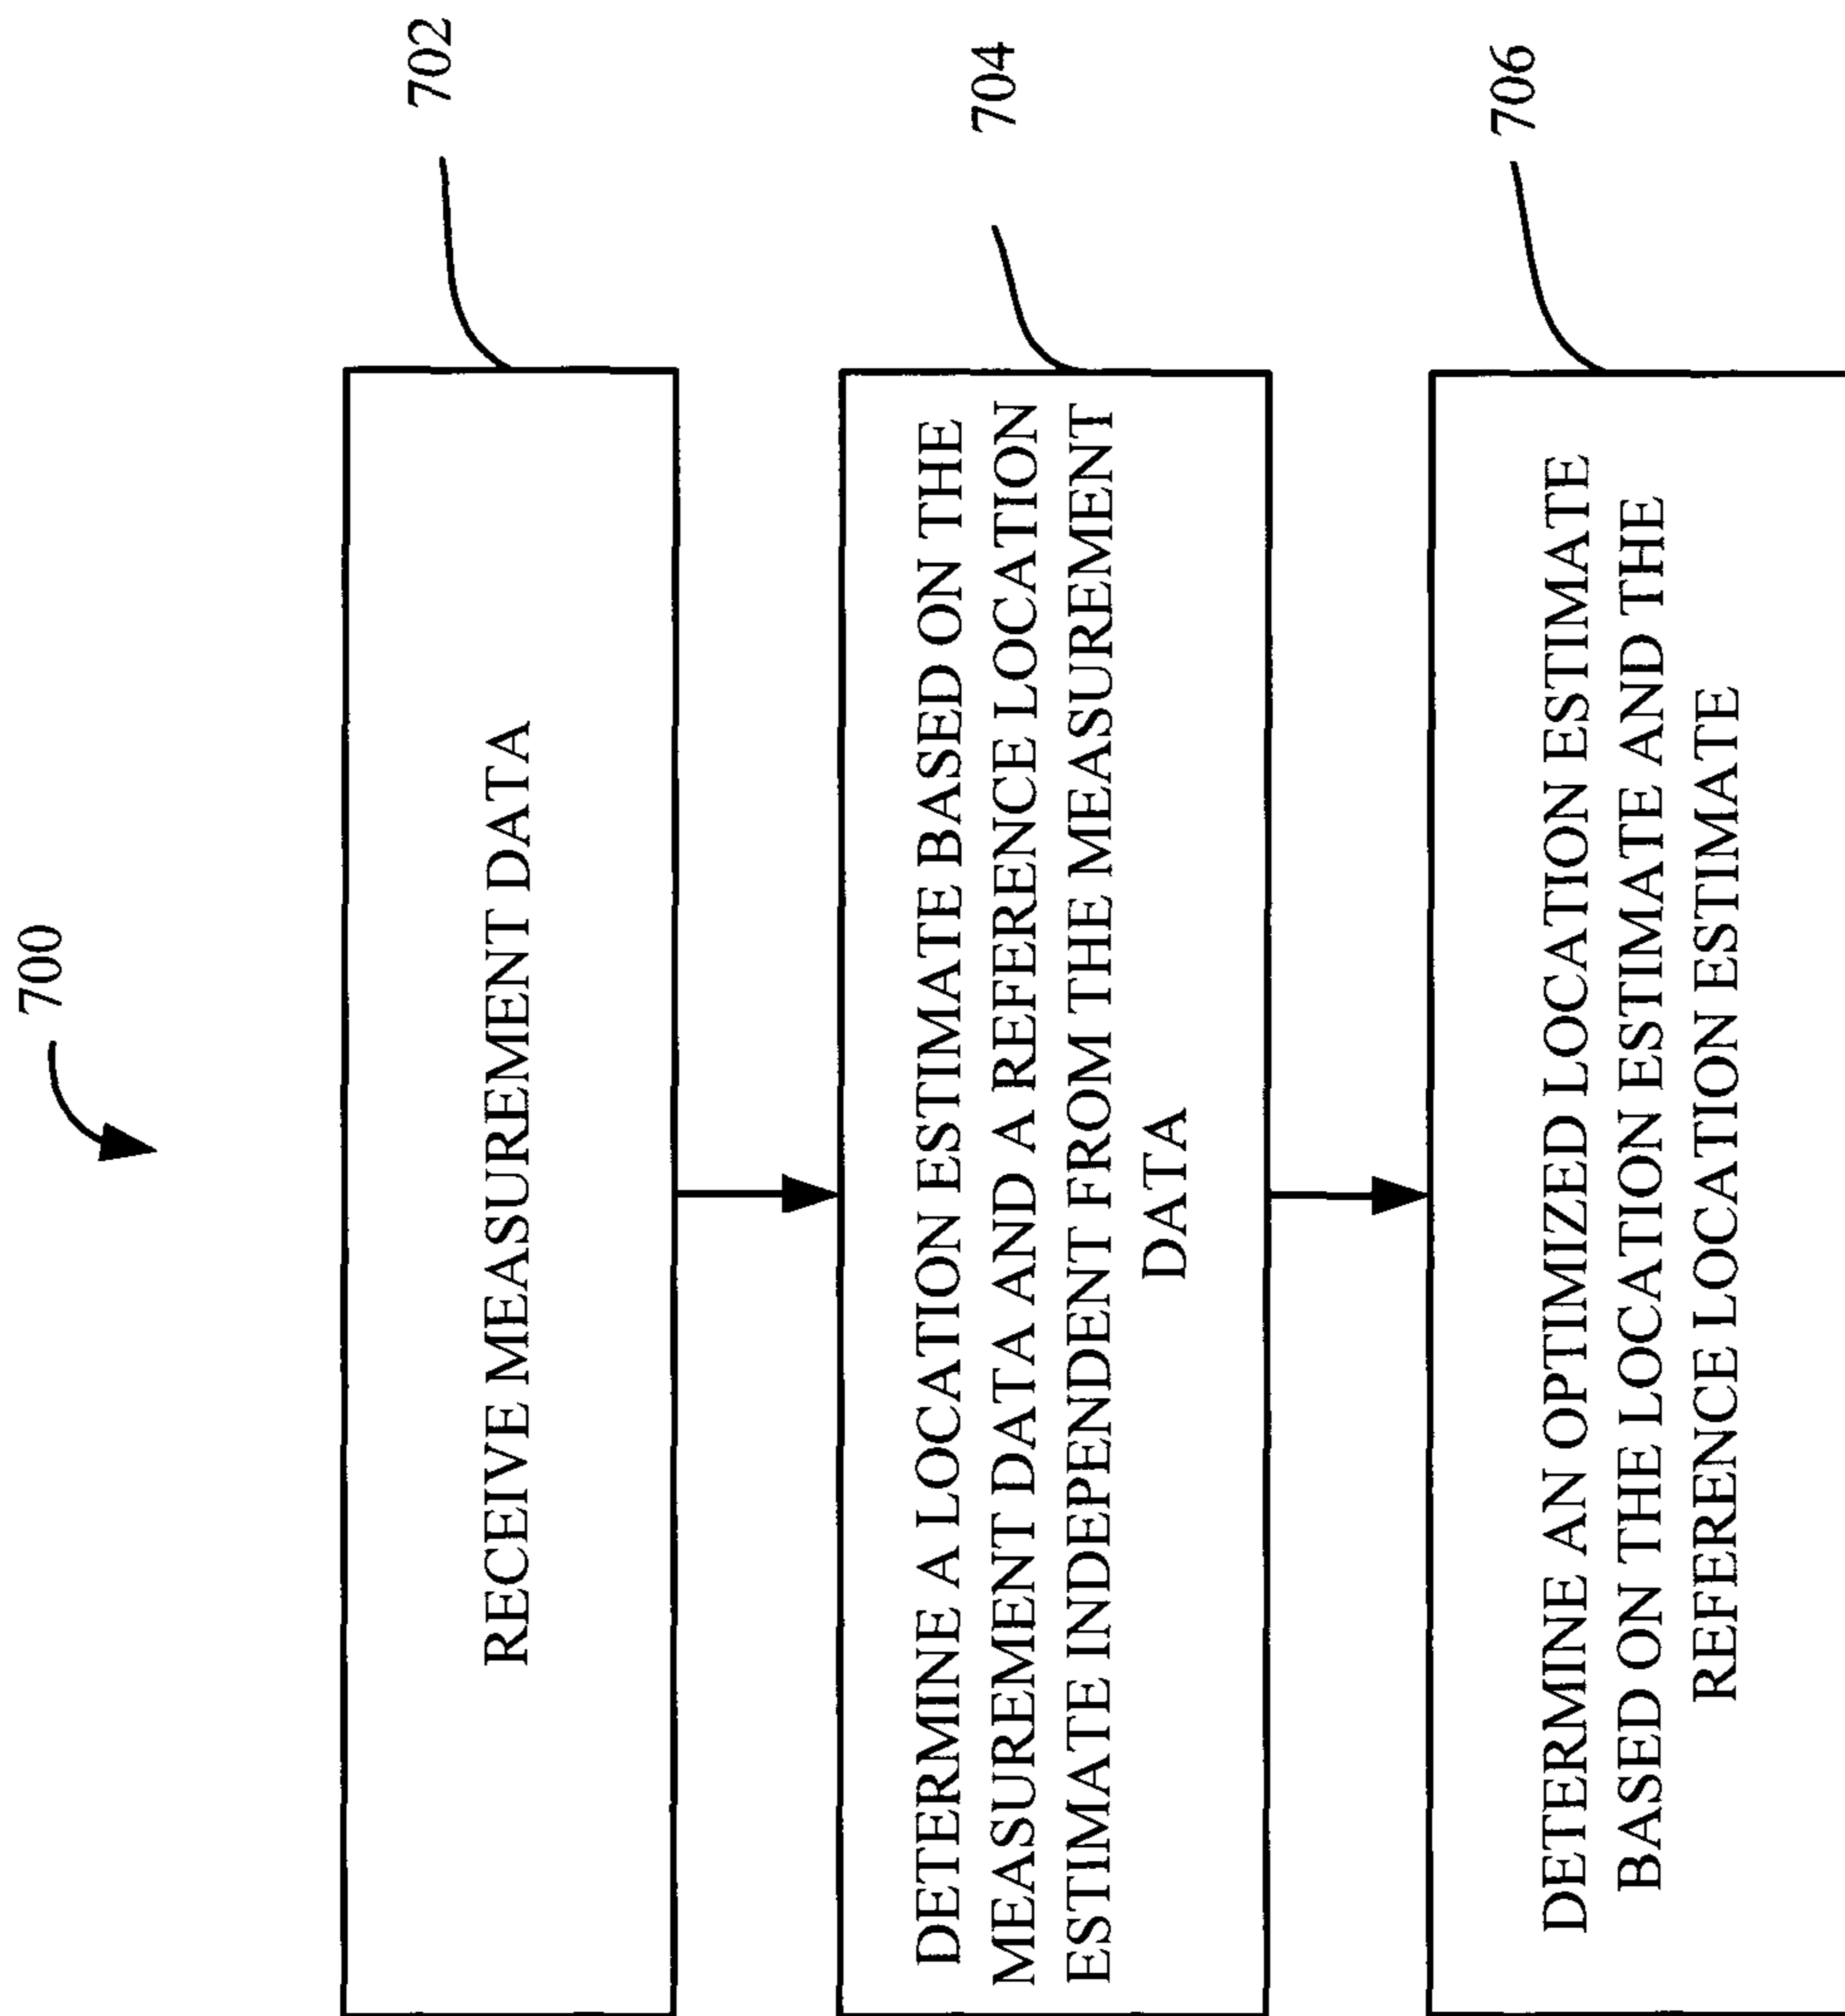 700
702
RECEIVE MEASUREMENT DATA
704
DETERMINE A LOCATION ESTIMATE BASED ON THE
MEASUREMENT DATA AND A REFERENCE LOCATION
ESTIMATE INDEPENDENT FROM THE MEASUREMENT
DATA
706
DETERMINE AN OPTIMIZED LOCATION ESTIMATE
BASED ON THE LOCATION ESTIMATE AND THE
REFERENCE LOCATION ESTIMATE